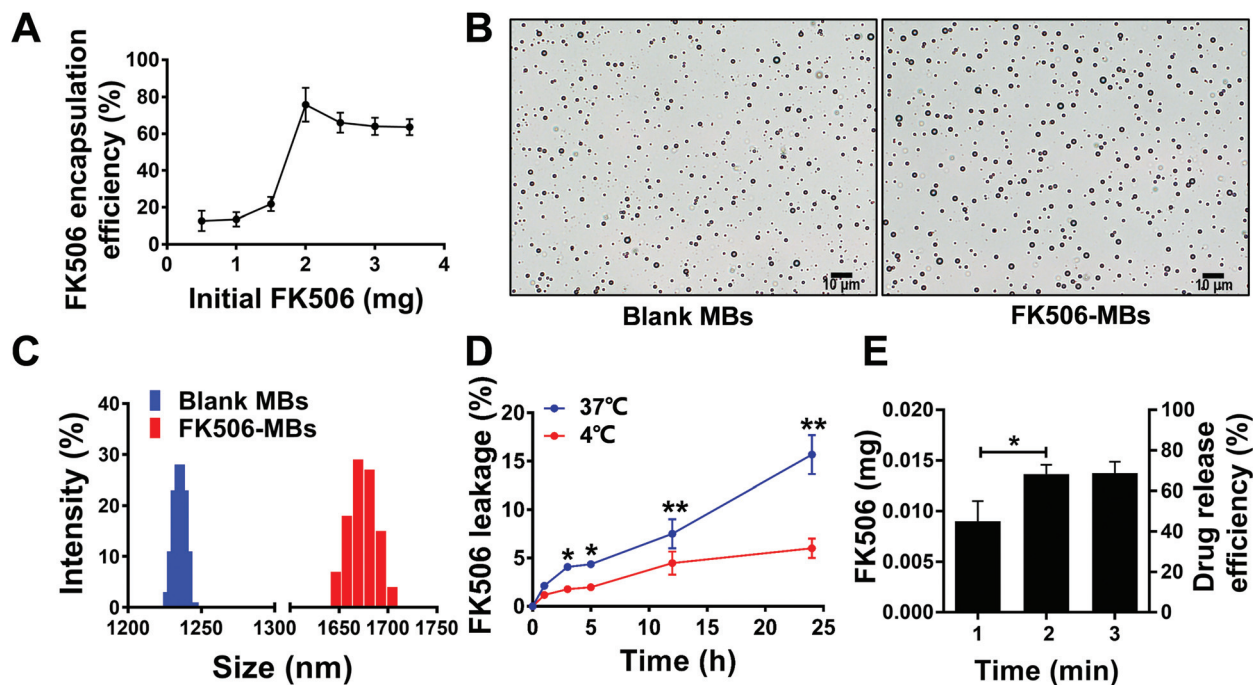 A
FK506 encapsulation
efficiency (%)
100
80
60
40
20
0
0 1 2 3 4
Initial FK506 (mg)
B
10 μm
10 μm
Blank MBs
FK506-MBs
C
Intensity (%)
40
30
20
10
0
Blank MBs
FK506-MBs
1200 1250 1300 1650 1700 1750
Size (nm)
D
FK506 leakage (%)
20
15
10
5
0
37℃
4℃
* * ** **
0 5 10 15 20 25
Time (h)
E
FK506 (mg)
0.020
0.015
0.010
0.005
0.000
*
100
80
60
40
20
0
Drug release
efficiency (%)
1 2 3
Time (min)